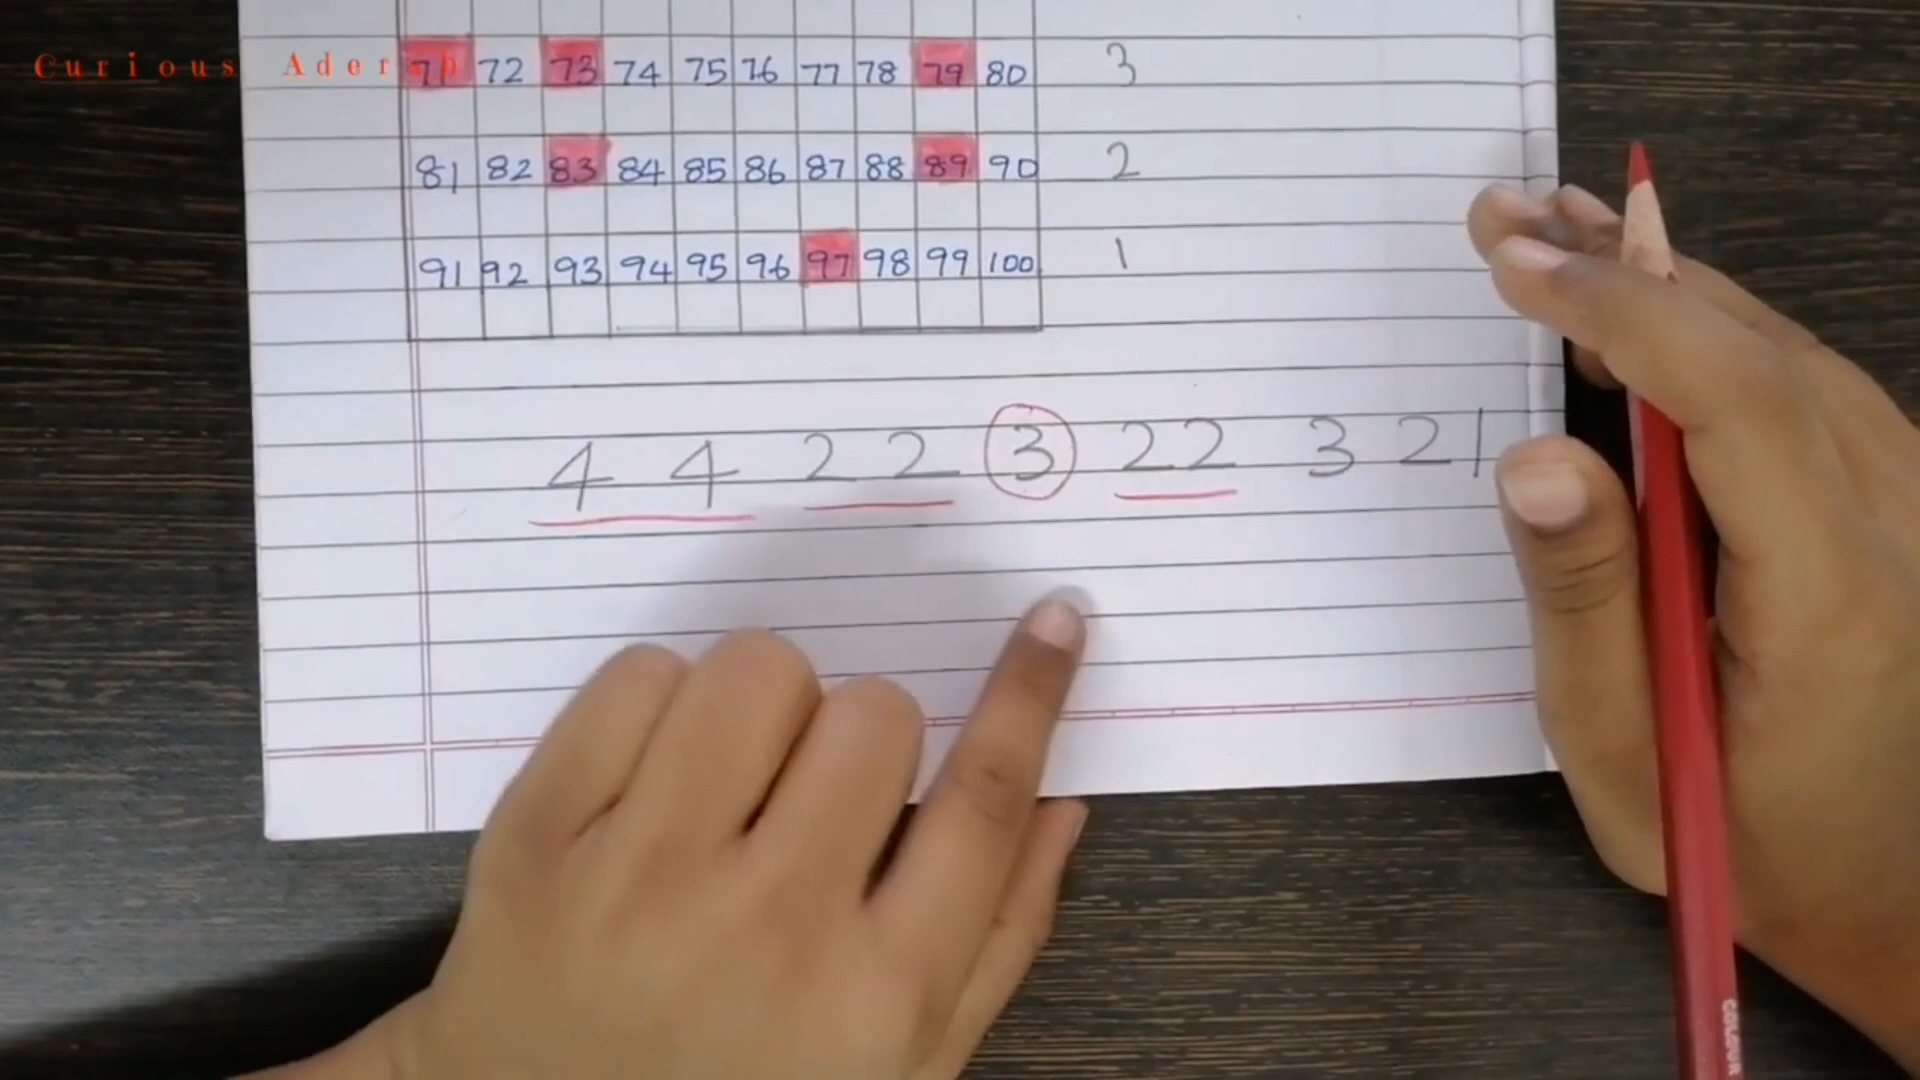 Curious Aderab
71 72 73 74 75 76 77 78 79 80 3
81 82 83 84 85 86 87 88 89 90 2
91 92 93 94 95 96 97 98 99 100 1
4 4 2 2 3 2 2 3 2 1
COLOUR